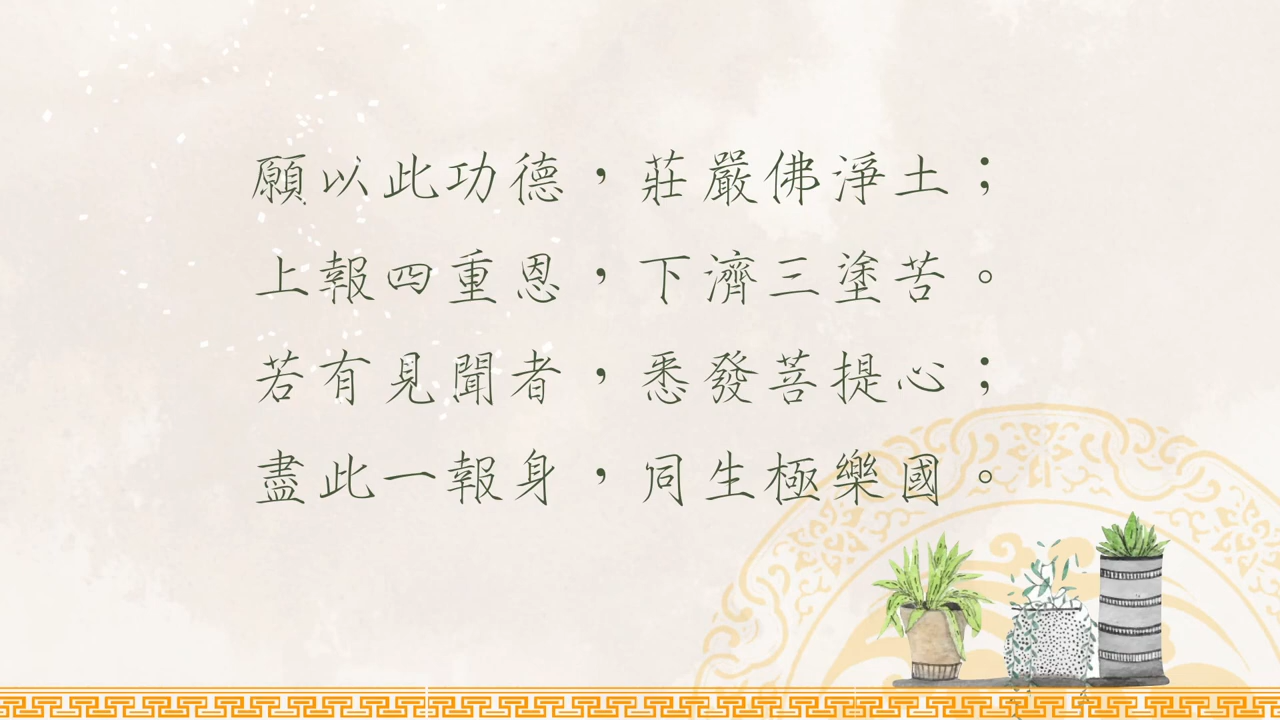 願以此功德，莊嚴佛淨土；
上報四重恩，下濟三塗苦。
若有見聞者，悉發菩提心；
盡此一報身，同生極樂國。